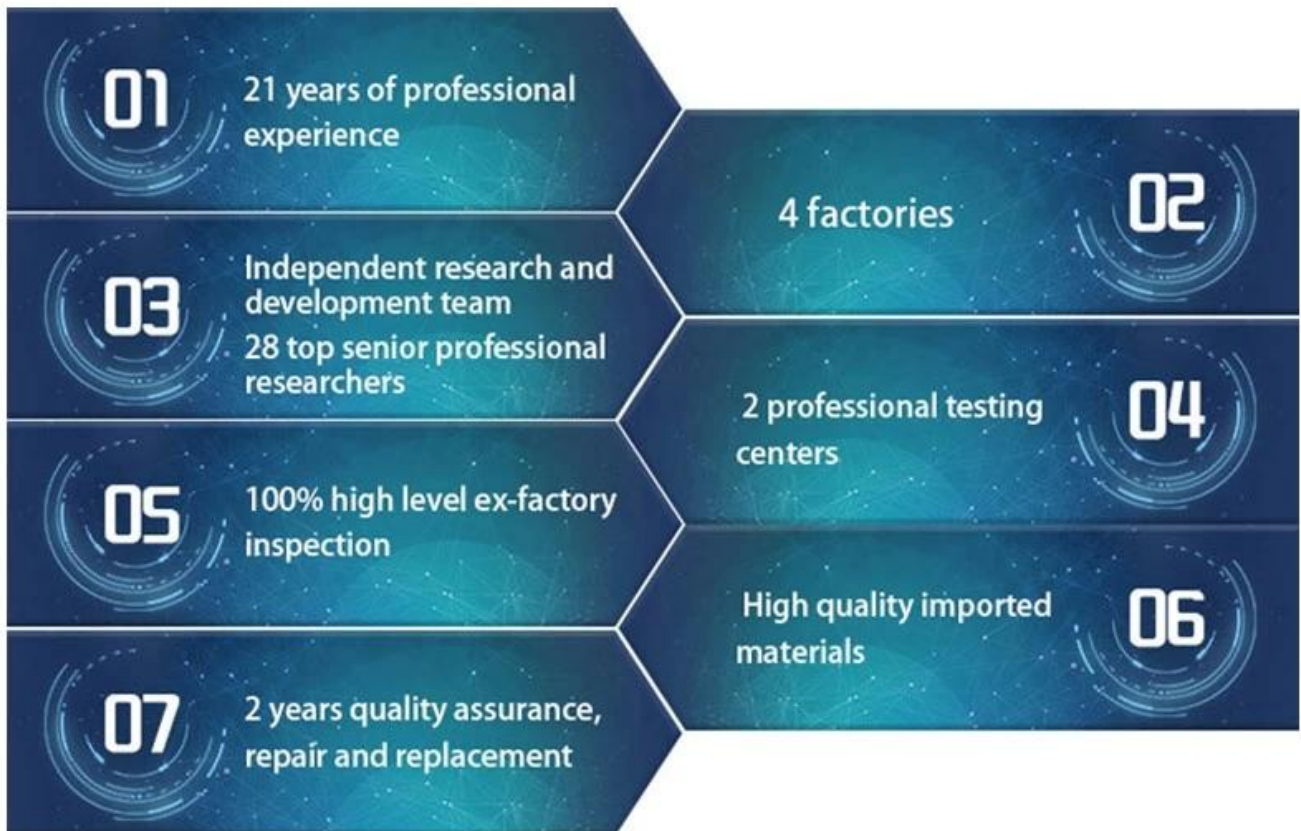 01
21 years of professional
experience
02
4 factories
03
Independent research and
development team
28 top senior professional
researchers
04
2 professional testing
centers
05
100% high level ex-factory
inspection
06
High quality imported
materials
07
2 years quality assurance,
repair and replacement